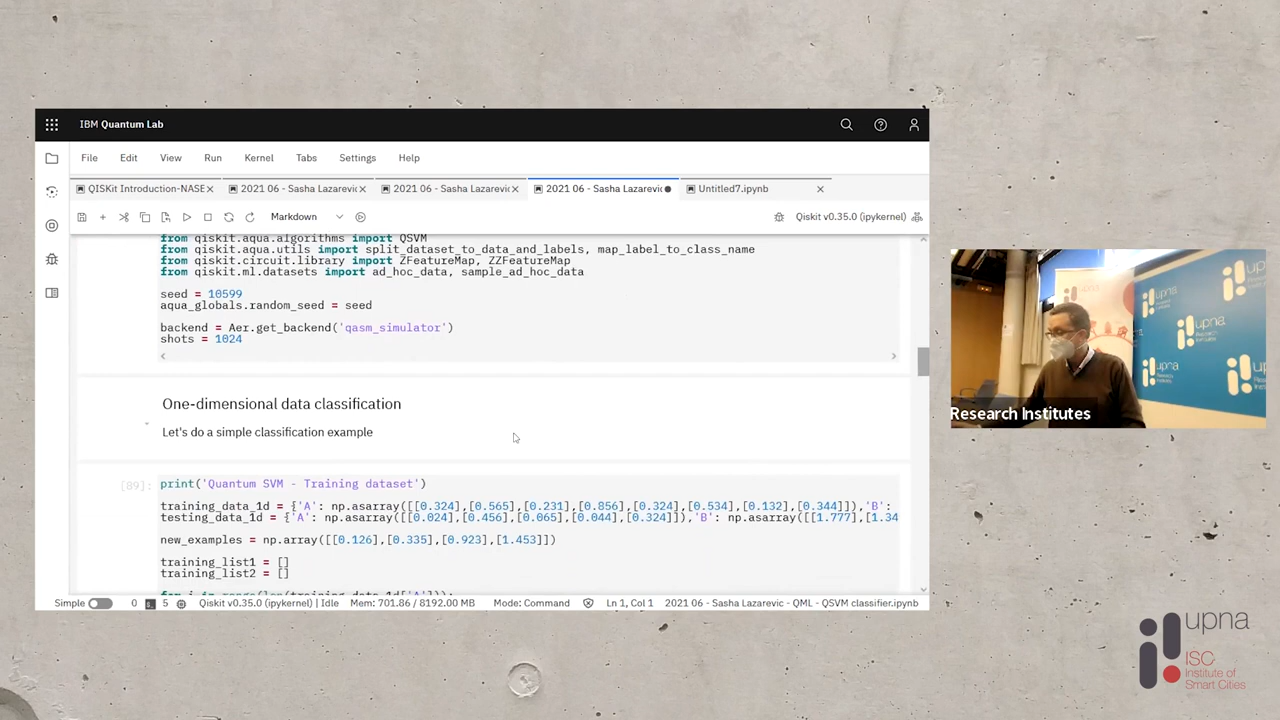 IBM Quantum Lab
File Edit View Run Kernel Tabs Settings Help
QISKit Introduction-NASE 2021 06 - Sasha Lazarevic 2021 06 - Sasha Lazarevic 2021 06 - Sasha Lazarevic Untitled7.ipynb
Markdown Qiskit v0.35.0 (ipykernel)
from qiskit.aqua.algorithms import QSVM
from qiskit.aqua.utils import split_dataset_to_data_and_labels, map_label_to_class_name
from qiskit.circuit.library import ZFeatureMap, ZZFeatureMap
from qiskit.ml.datasets import ad_hoc_data, sample_ad_hoc_data
seed = 10599
aqua_globals.random_seed = seed
backend = Aer.get_backend('qasm_simulator')
shots = 1024
One-dimensional data classification
Let's do a simple classification example
[89]: print('Quantum SVM - Training dataset')
training_data_1d = {'A': np.asarray([[0.324],[0.565],[0.231],[0.856],[0.324],[0.534],[0.132],[0.344]]),'B':
testing_data_1d = {'A': np.asarray([[0.024],[0.456],[0.065],[0.044],[0.324]]),'B': np.asarray([[1.777],[1.34
new_examples = np.array([[0.126],[0.335],[0.923],[1.453]])
training_list1 = []
training_list2 = []
for i in range(len(training_data_1d['A'])):
Simple 0 5 Qiskit v0.35.0 (ipykernel) | Idle Mem: 701.86 / 8192.00 MB Mode: Command Ln 1, Col 1 2021 06 - Sasha Lazarevic - QML - QSVM classifier.ipynb
upna
upna
upna
upna
Research Institutes
upna
ISC
Institute of
Smart Cities